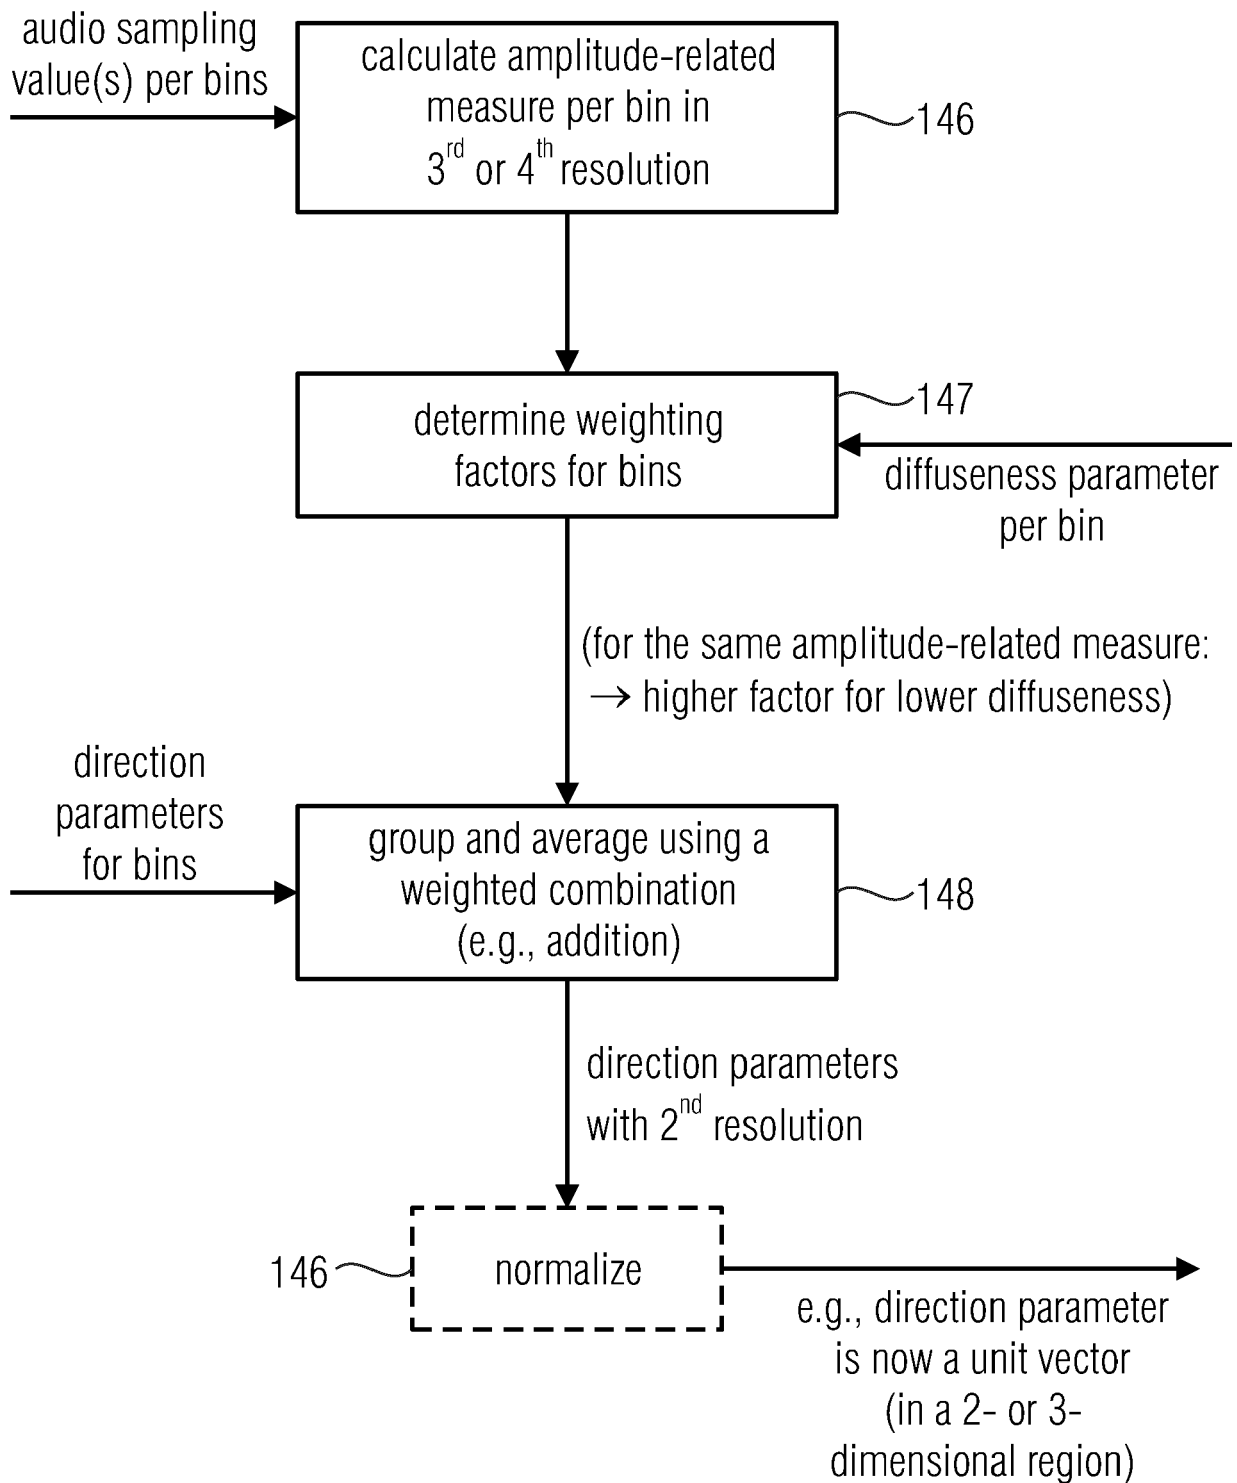 audio sampling
value(s) per bins
calculate amplitude-related
measure per bin in
3rd or 4th resolution
146
determine weighting
factors for bins
147
diffuseness parameter
per bin
(for the same amplitude-related measure:
→ higher factor for lower diffuseness)
direction
parameters
for bins
group and average using a
weighted combination
(e.g., addition)
148
direction parameters
with 2nd resolution
146
normalize
e.g., direction parameter
is now a unit vector
(in a 2- or 3-
dimensional region)